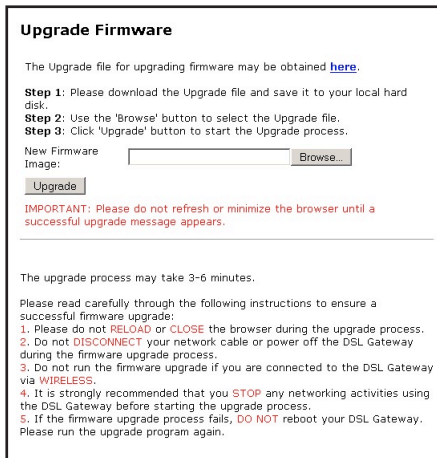 Upgrade Firmware
The Upgrade file for upgrading firmware may be obtained here.
Step 1: Please download the Upgrade file and save it to your local hard
disk.
Step 2: Use the 'Browse' button to select the Upgrade file.
Step 3: Click 'Upgrade' button to start the Upgrade process.
New Firmware
Image:
Browse...
Upgrade
IMPORTANT: Please do not refresh or minimize the browser until a
successful upgrade message appears.
The upgrade process may take 3-6 minutes.
Please read carefully through the following instructions to ensure a
successful firmware upgrade:
1. Please do not RELOAD or CLOSE the browser during the upgrade process.
2. Do not DISCONNECT your network cable or power off the DSL Gateway
during the firmware upgrade process.
3. Do not run the firmware upgrade if you are connected to the DSL Gateway
via WIRELESS.
4. It is strongly recommended that you STOP any networking activities using
the DSL Gateway before starting the upgrade process.
5. If the firmware upgrade process fails, DO NOT reboot your DSL Gateway.
Please run the upgrade program again.